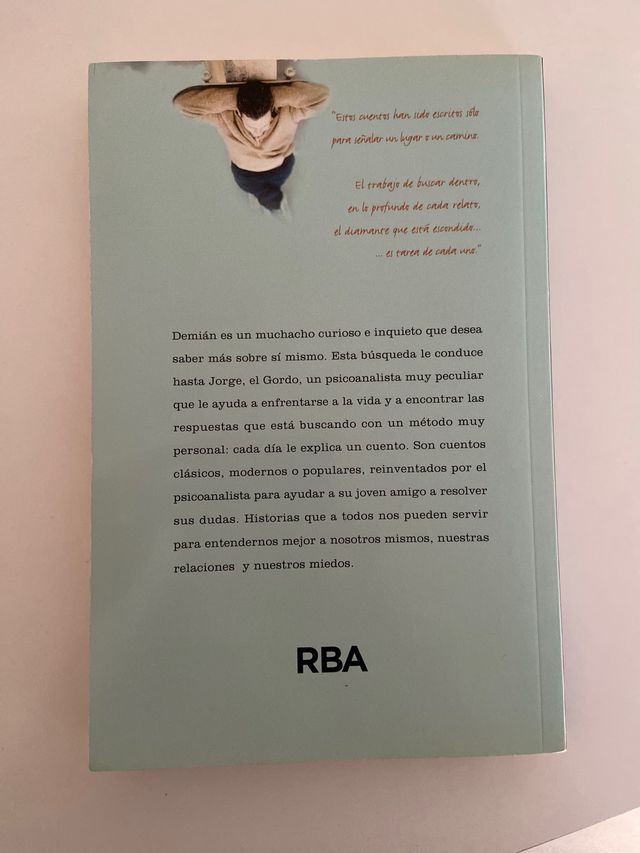 "Estos cuentos han sido escritos sólo
para señalar un lugar o un camino.
El trabajo de buscar dentro,
en lo profundo de cada relato,
el diamante que está escondido...
... es tarea de cada uno."
Demián es un muchacho curioso e inquieto que desea
saber más sobre sí mismo. Esta búsqueda le conduce
hasta Jorge, el Gordo, un psicoanalista muy peculiar
que le ayuda a enfrentarse a la vida y a encontrar las
respuestas que está buscando con un método muy
personal: cada día le explica un cuento. Son cuentos
clásicos, modernos o populares, reinventados por el
psicoanalista para ayudar a su joven amigo a resolver
sus dudas. Historias que a todos nos pueden servir
para entendernos mejor a nosotros mismos, nuestras
relaciones y nuestros miedos.
RBA